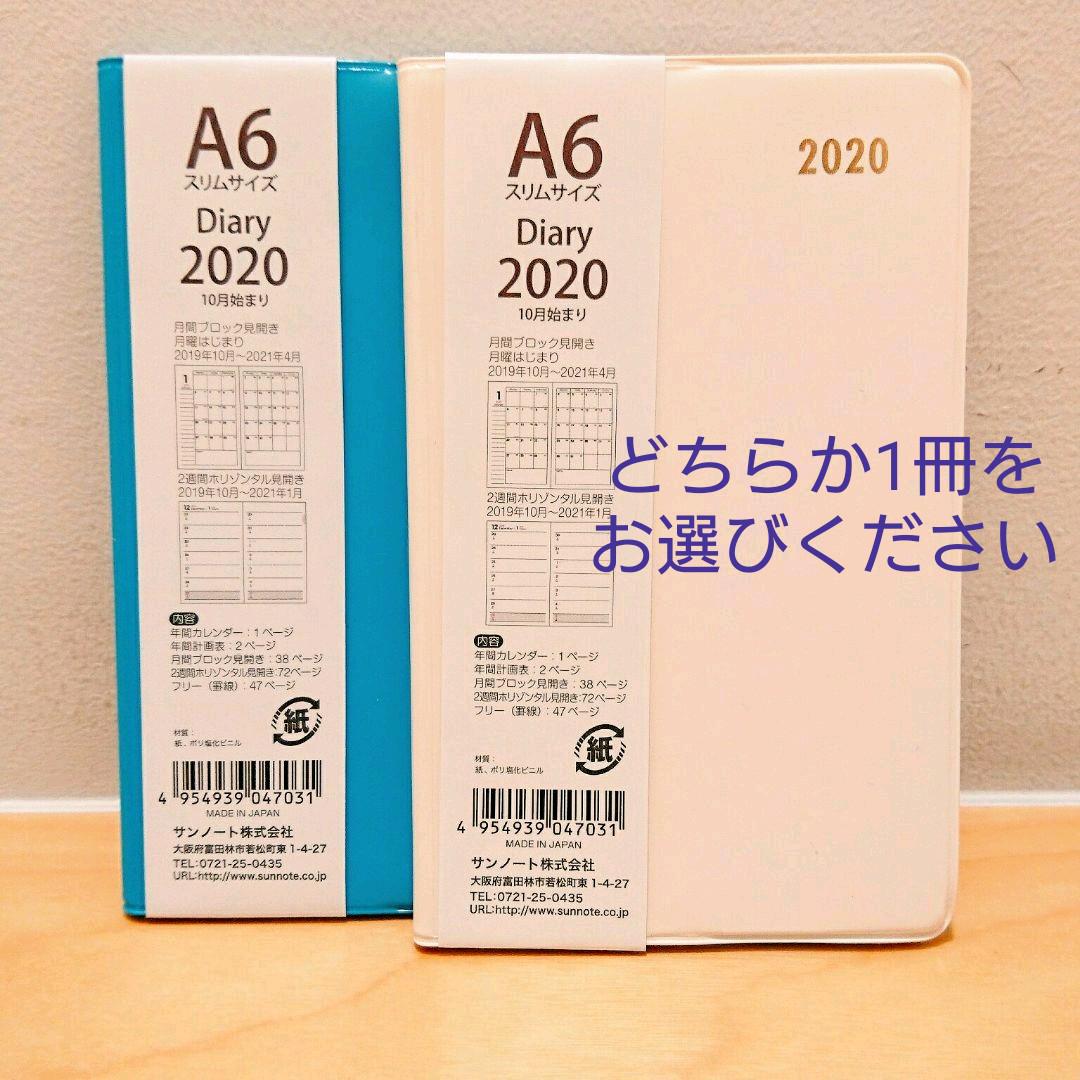 A6
スリムサイズ
Diary
2020
10月始まり
月間ブロック見開き
月曜はじまり
2019年10月～2021年4月
1
2週間ホリゾンタル見開き
2019年10月～2021年1月
12
内容
年間カレンダー：1ページ
年間計画表：2ページ
月間ブロック見開き：38ページ
2週間ホリゾンタル見開き:72ページ
フリー（罫線）：47ページ
紙
材質：
紙、ポリ塩化ビニル
4 954939 047031
MADE IN JAPAN
サンノート株式会社
大阪府富田林市若松町東 1-4-27
TEL:0721-25-0435
URL:http://www.sunnote.co.jp
A6
スリムサイズ
Diary
2020
10月始まり
月間ブロック見開き
月曜はじまり
2019年10月～2021年4月
1
2週間ホリゾンタル見開き
2019年10月～2021年1月
12
内容
年間カレンダー：1ページ
年間計画表：2ページ
月間ブロック見開き：38ページ
2週間ホリゾンタル見開き:72ページ
フリー（罫線）：47ページ
紙
材質：
紙、ポリ塩化ビニル
4 954939 047031
MADE IN JAPAN
サンノート株式会社
大阪府富田林市若松町東 1-4-27
TEL:0721-25-0435
URL:http://www.sunnote.co.jp
2020
どちらか1冊を
お選びください